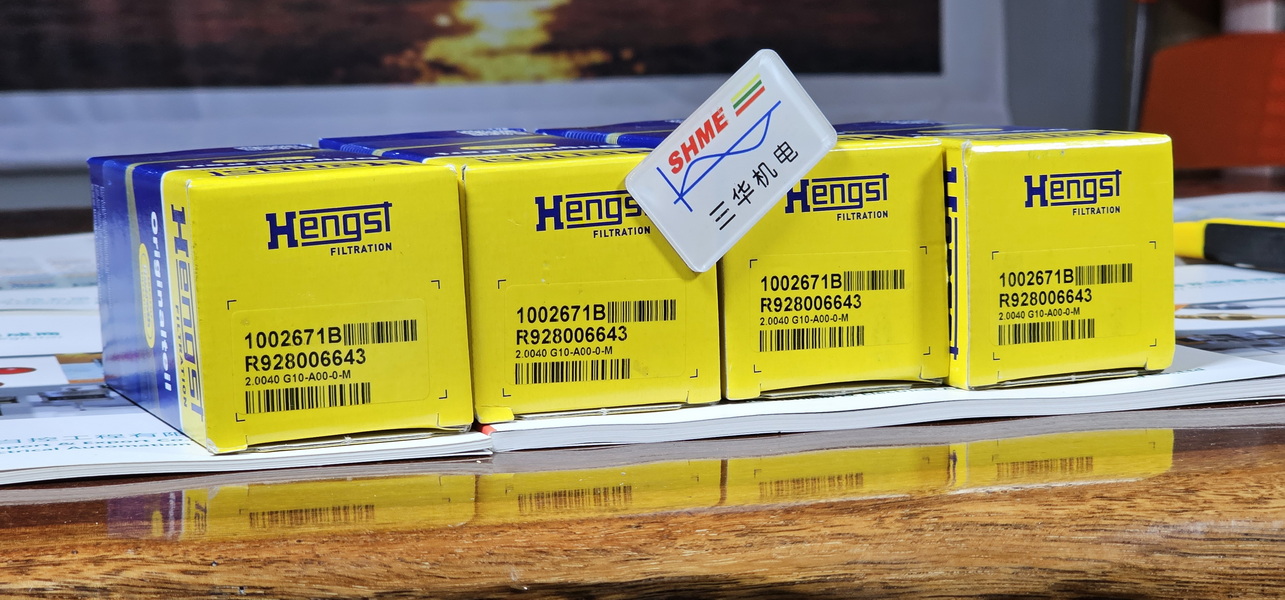 Hengst
FILTRATION
1002671B
R928006643
2.0040 G10-A00-0-M
Originalteil
Hengst
FILTRATION
Hengst
FILTRATION
1002671B
R928006643
2.0040 G10-A00-0-M
SHME
三华机电
Hengst
FILTRATION
1002671B
R928006643
2.0040 G10-A00-0-M
Hengst
FILTRATION
1002671B
R928006643
2.0040 G10-A00-0-M